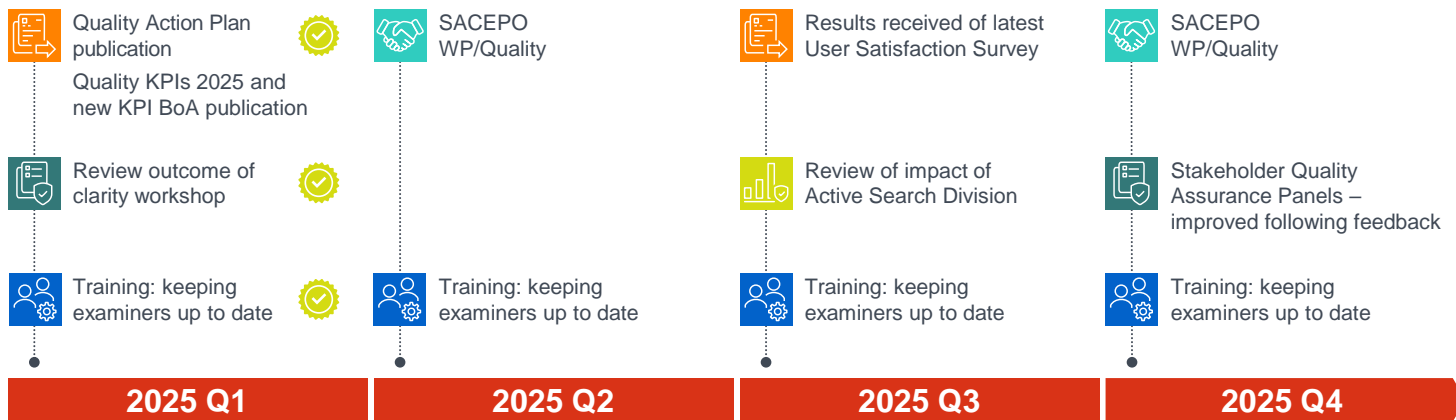 Quality Action Plan
publication
Quality KPIs 2025 and
new KPI BoA publication
Review outcome of
clarity workshop
Training: keeping
examiners up to date
2025 Q1
SACEPO
WP/Quality
Training: keeping
examiners up to date
2025 Q2
Results received of latest
User Satisfaction Survey
Review of impact of
Active Search Division
Training: keeping
examiners up to date
2025 Q3
SACEPO
WP/Quality
Stakeholder Quality
Assurance Panels –
improved following feedback
Training: keeping
examiners up to date
2025 Q4